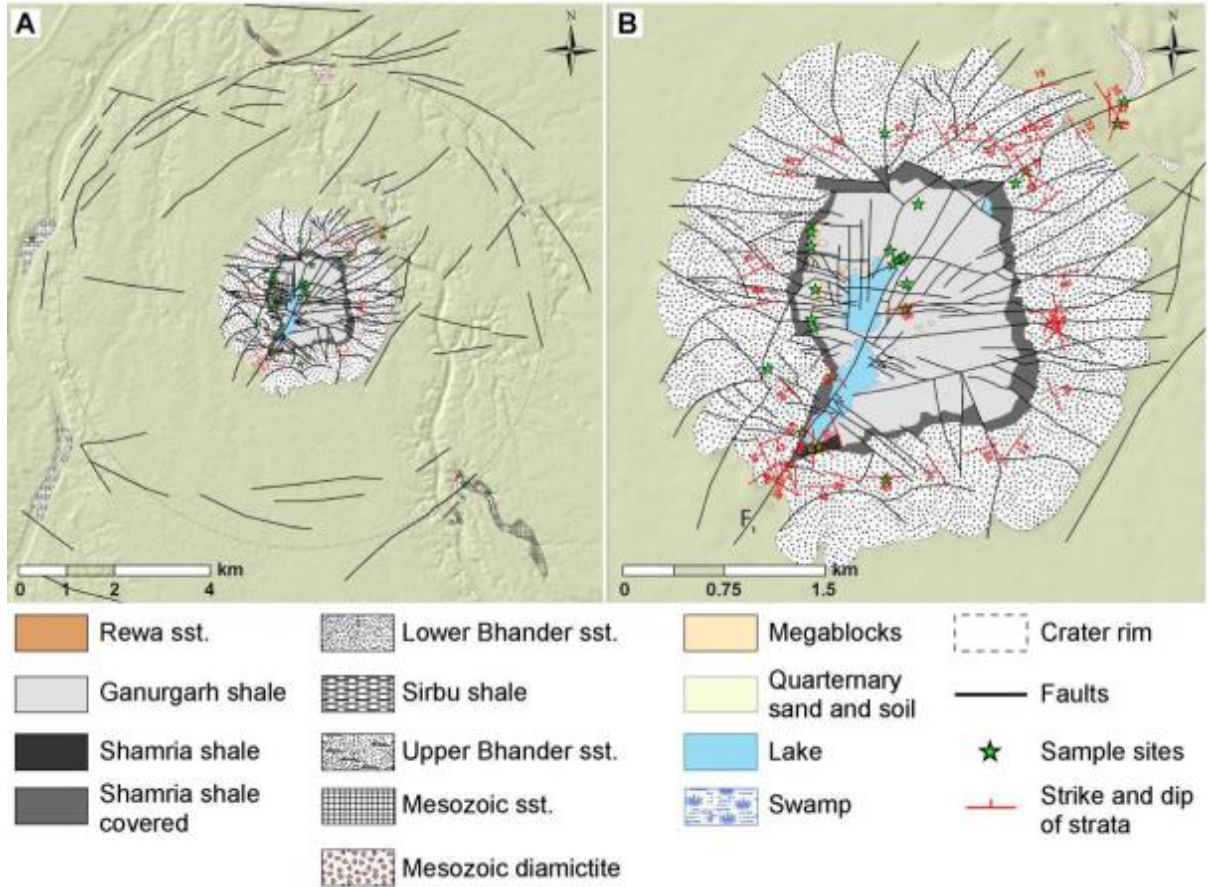 A
N
km
0 1 2 4
B
N
F₁
km
0 0.75 1.5
Rewa sst.
Ganurgarh shale
Shamria shale
Shamria shale
covered
Lower Bhander sst.
Sirbu shale
Upper Bhander sst.
Mesozoic sst.
Mesozoic diamictite
Megablocks
Quarternary
sand and soil
Lake
Swamp
Crater rim
Faults
Sample sites
Strike and dip
of strata